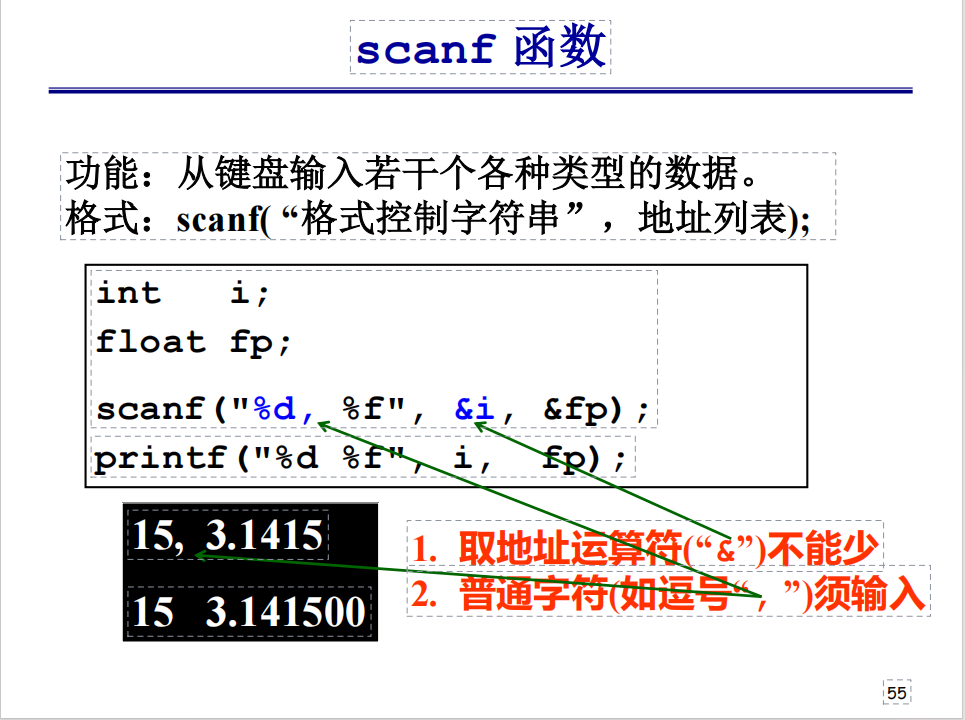 scanf 函数
功能：从键盘输入若干个各种类型的数据。
格式：scanf( “格式控制字符串”，地址列表);
int   i;
float fp;
scanf("%d, %f", &i, &fp);
printf("%d %f", i,  fp);
15,  3.1415
15   3.141500
1. 取地址运算符(“&”)不能少
2. 普通字符(如逗号“，”)须输入
55